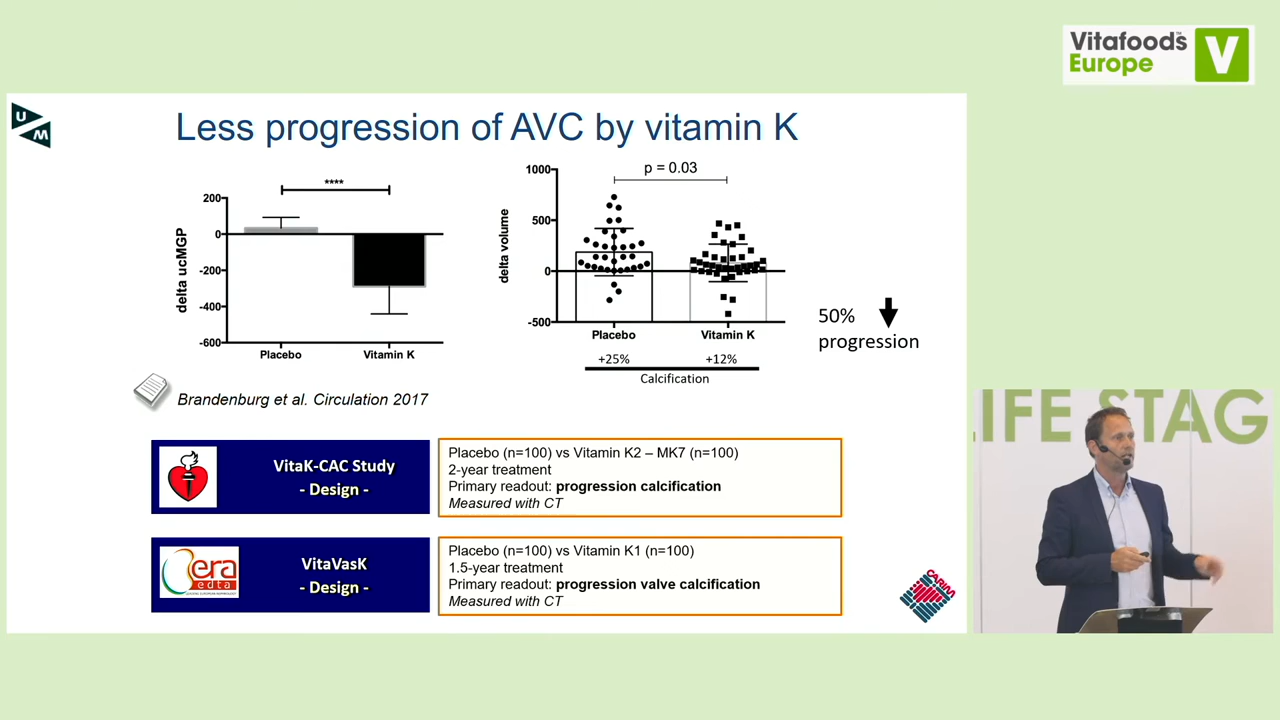 Vitafoods
Europe
V
U
M
Less progression of AVC by vitamin K
****
200
0
-200
-400
-600
delta ucMGP
Placebo
Vitamin K
p = 0.03
1000
500
0
-500
delta volume
Placebo
Vitamin K
+25%
+12%
Calcification
50%
progression
Brandenburg et al. Circulation 2017
VitaK-CAC Study
- Design -
Placebo (n=100) vs Vitamin K2 – MK7 (n=100)
2-year treatment
Primary readout: progression calcification
Measured with CT
era
edta
VitaVasK
- Design -
Placebo (n=100) vs Vitamin K1 (n=100)
1.5-year treatment
Primary readout: progression valve calcification
Measured with CT
CARIM
LIFE STAG